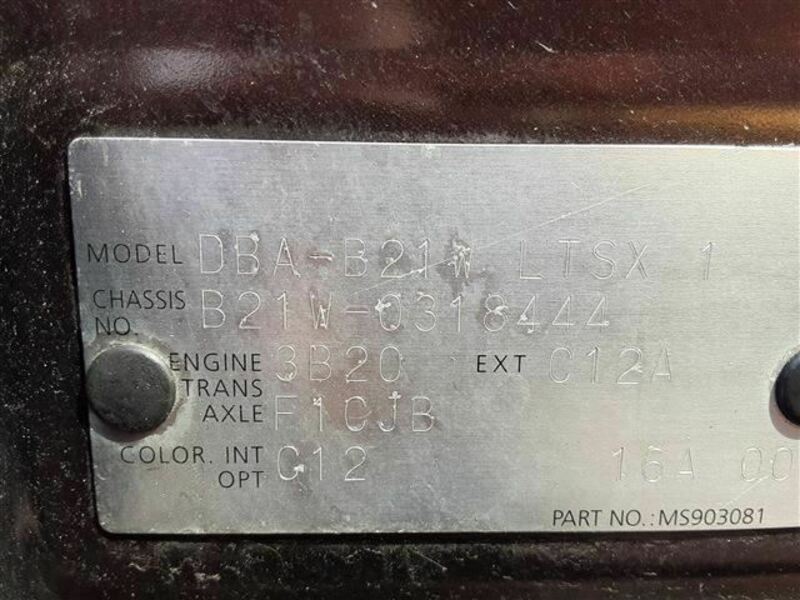 MODEL DBA-B21W LTSX 1
CHASSIS NO. B21W-0318444
ENGINE 3B20 EXT C12A
TRANS AXLE F1CJB
COLOR. INT C12 16A 00
OPT
PART NO.:MS903081